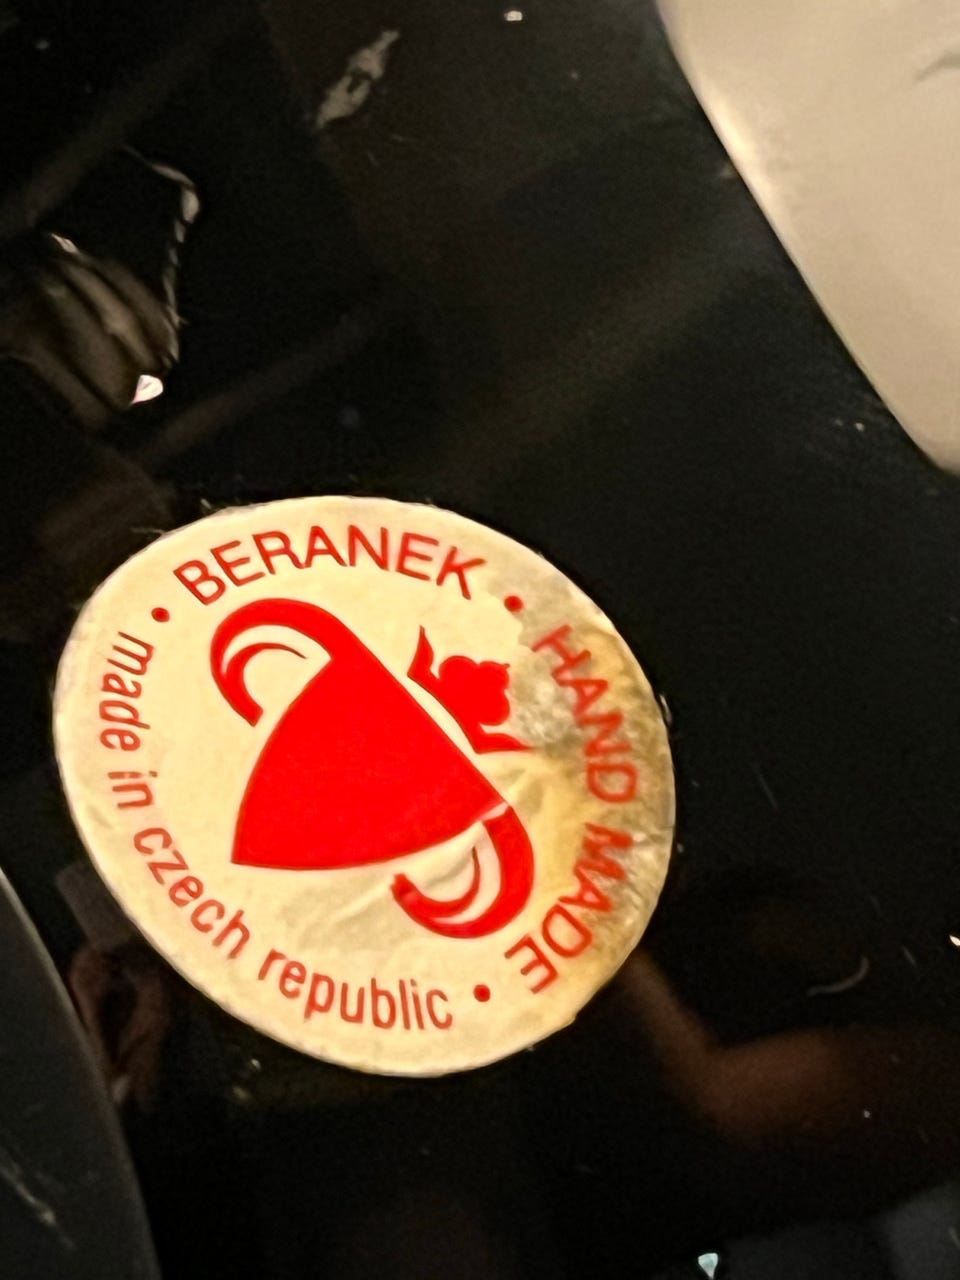 • BERANEK • HAND MADE
• made in czech republic •